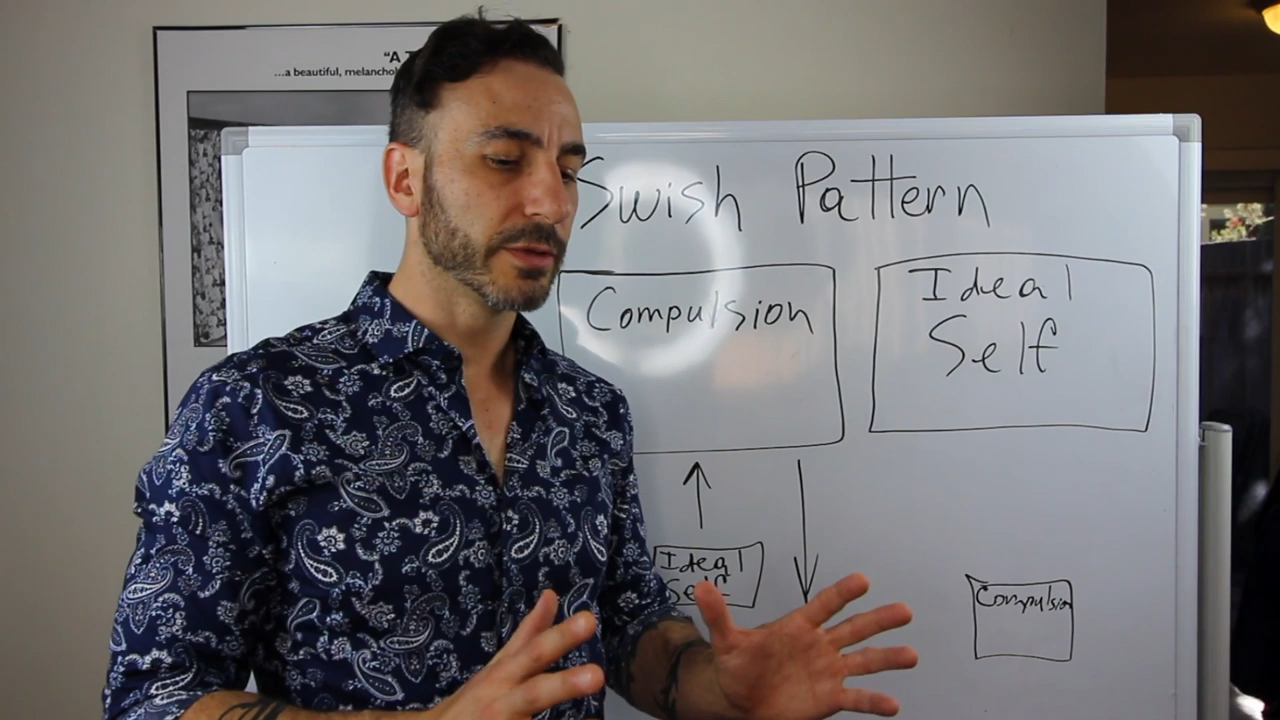 "A T
...a beautiful, melanchol
Swish Pattern
Compulsion
Ideal
Self
Ideal
Self
Compulsion